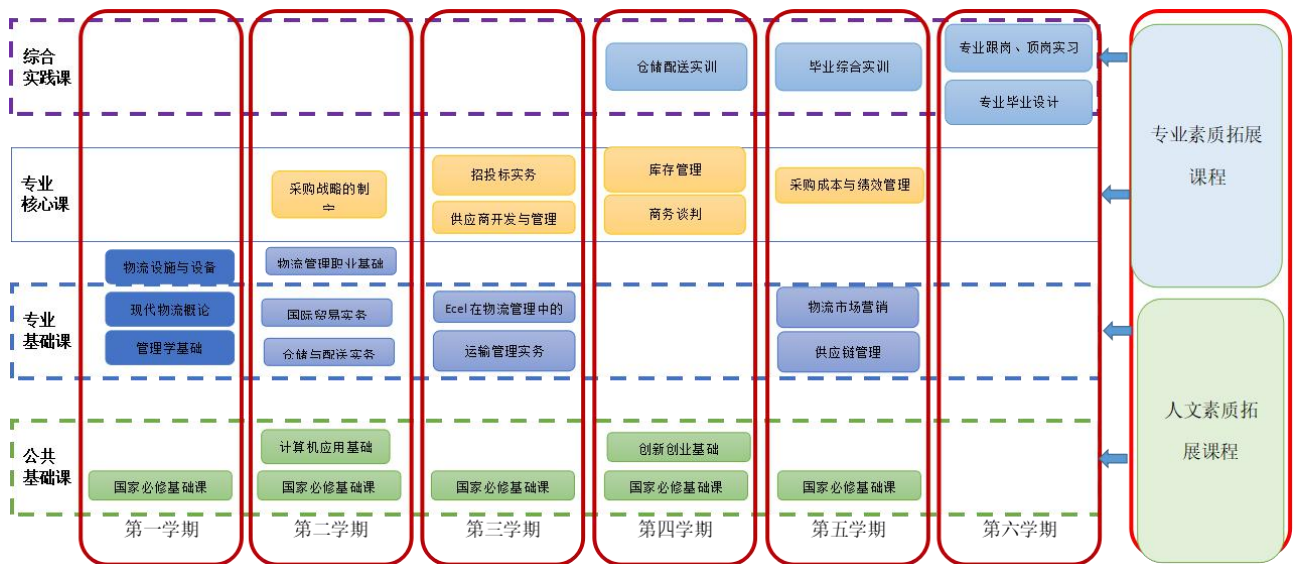 综合
实践课
仓储配送实训
毕业综合实训
专业跟岗、顶岗实习
专业毕业设计
专业
核心课
采购战略的制
招投标实务
供应商开发与管理
库存管理
商务谈判
采购成本与绩效管理
专业
基础课
物流设施与设备
现代物流概论
管理学基础
物流管理职业基础
国际贸易实务
仓储与配送实务
Ecel在物流管理中的
运输管理实务
物流市场营销
供应链管理
公共
基础课
国家必修基础课
计算机应用基础
国家必修基础课
国家必修基础课
创新创业基础
国家必修基础课
国家必修基础课
第一学期
第二学期
第三学期
第四学期
第五学期
第六学期
专业素质拓展
课程
人文素质拓
展课程